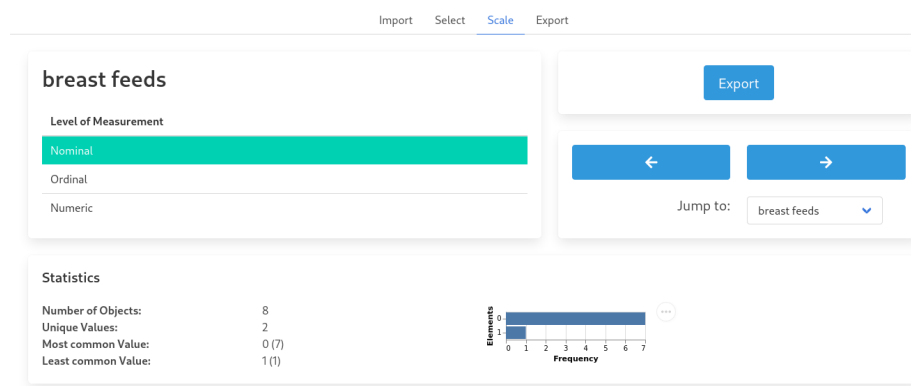 Import Select Scale Export
breast feeds
Level of Measurement
Nominal
Ordinal
Numeric
Export
← →
Jump to: breast feeds
Statistics
Number of Objects: 8
Unique Values: 2
Most common Value: 0 (7)
Least common Value: 1 (1)
Elements
0
1
0 1 2 3 4 5 6 7
Frequency